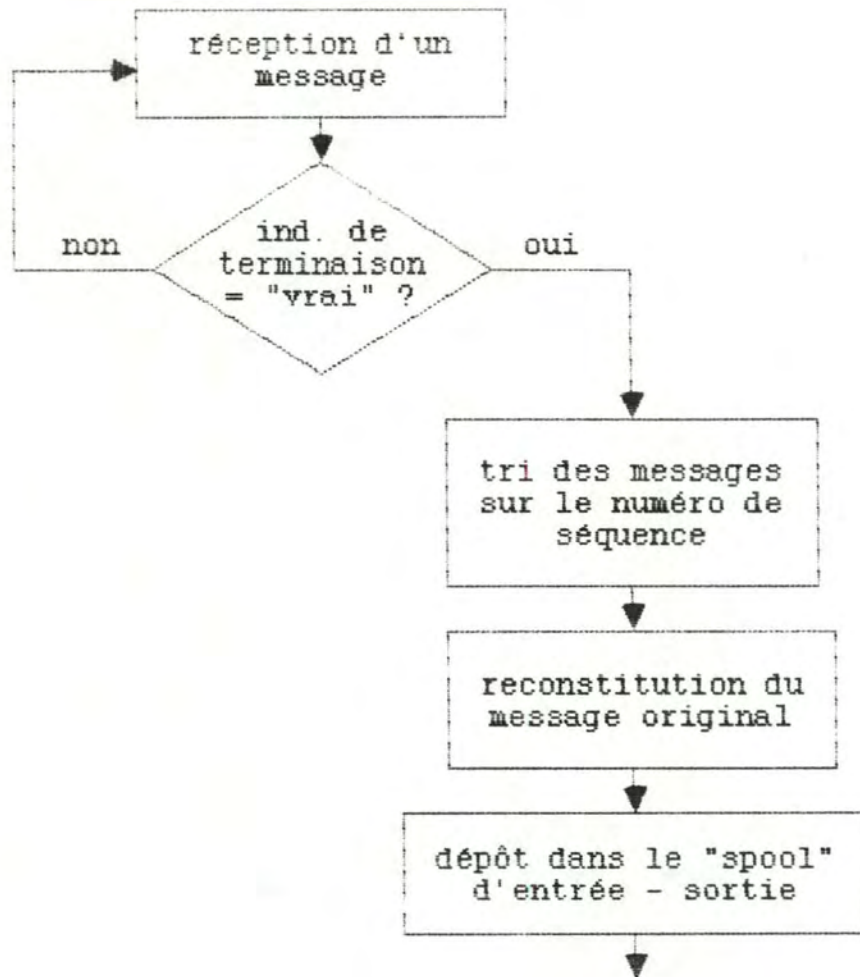 réception d'un
message
ind. de
terminaison
= "vrai" ?
non
oui
tri des messages
sur le numéro de
séquence
reconstitution du
message original
dépôt dans le "spool"
d'entrée - sortie